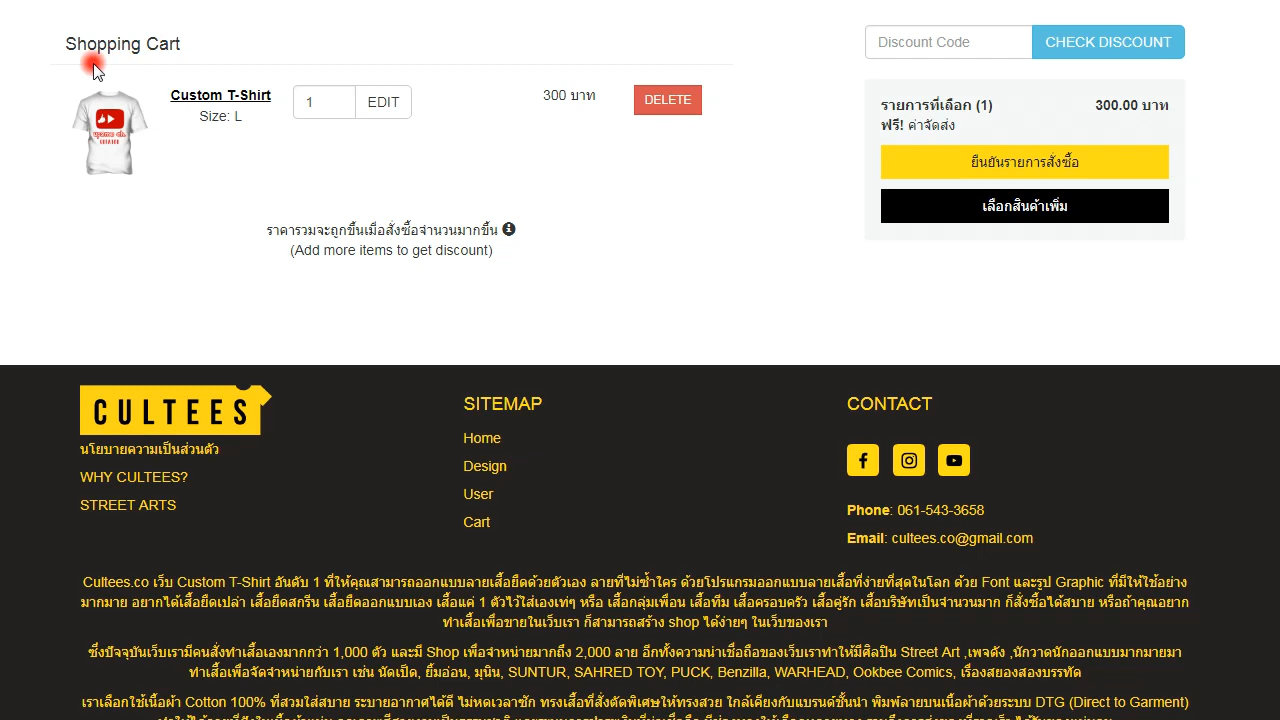 Shopping Cart
Discount Code
CHECK DISCOUNT
Custom T-Shirt
Size: L
1
EDIT
300 บาท
DELETE
รายการที่เลือก (1)
300.00 บาท
ฟรี! ค่าจัดส่ง
ยืนยันรายการสั่งซื้อ
เลือกสินค้าเพิ่ม
ราคารวมจะถูกขึ้นเมื่อสั่งซื้อจำนวนมากขึ้น
(Add more items to get discount)
CULTEES
นโยบายความเป็นส่วนตัว
WHY CULTEES?
STREET ARTS
SITEMAP
Home
Design
User
Cart
CONTACT
Phone: 061-543-3658
Email: cultees.co@gmail.com
Cultees.co เว็บ Custom T-Shirt อันดับ 1 ที่ให้คุณสามารถออกแบบลายเสื้อยืดด้วยตัวเอง ลายที่ไม่ซ้ำใคร ด้วยโปรแกรมออกแบบลายเสื้อที่ง่ายที่สุดในโลก ด้วย Font และรูป Graphic ที่มีให้ใช้อย่าง
มากมาย อยากได้เสื้อยืดเปล่า เสื้อยืดสกรีน เสื้อยืดออกแบบเอง เสื้อแค่ 1 ตัวไว้ใส่เองเท่ๆ หรือ เสื้อกลุ่มเพื่อน เสื้อทีม เสื้อครอบครัว เสื้อคู่รัก เสื้อบริษัทเป็นจำนวนมาก ก็สั่งซื้อได้สบาย หรือถ้าคุณอยาก
ทำเสื้อเพื่อขายในเว็บเรา ก็สามารถสร้าง shop ได้ง่ายๆ ในเว็บของเรา
ซึ่งปัจจุบันเว็บเรามีคนสั่งทำเสื้อเองมากกว่า 1,000 ตัว และมี Shop เพื่อจำหน่ายมากถึง 2,000 ลาย อีกทั้งความน่าเชื่อถือของเว็บเราทำให้มีศิลปิน Street Art ,เพจดัง ,นักวาดนักออกแบบมากมายมา
ทำเสื้อเพื่อจัดจำหน่ายกับเรา เช่น นัดเป็ด, ยิ้มอ่อน, มุนิน, SUNTUR, SAHRED TOY, PUCK, Benzilla, WARHEAD, Ookbee Comics, เรื่องสยองสองบรรทัด
เราเลือกใช้เนื้อผ้า Cotton 100% ที่สวมใส่สบาย ระบายอากาศได้ดี ไม่หดเวลาซัก ทรงเสื้อที่สั่งตัดพิเศษให้ทรงสวย ใกล้เคียงกับแบรนด์ชั้นนำ พิมพ์ลายบนเนื้อผ้าด้วยระบบ DTG (Direct to Garment)